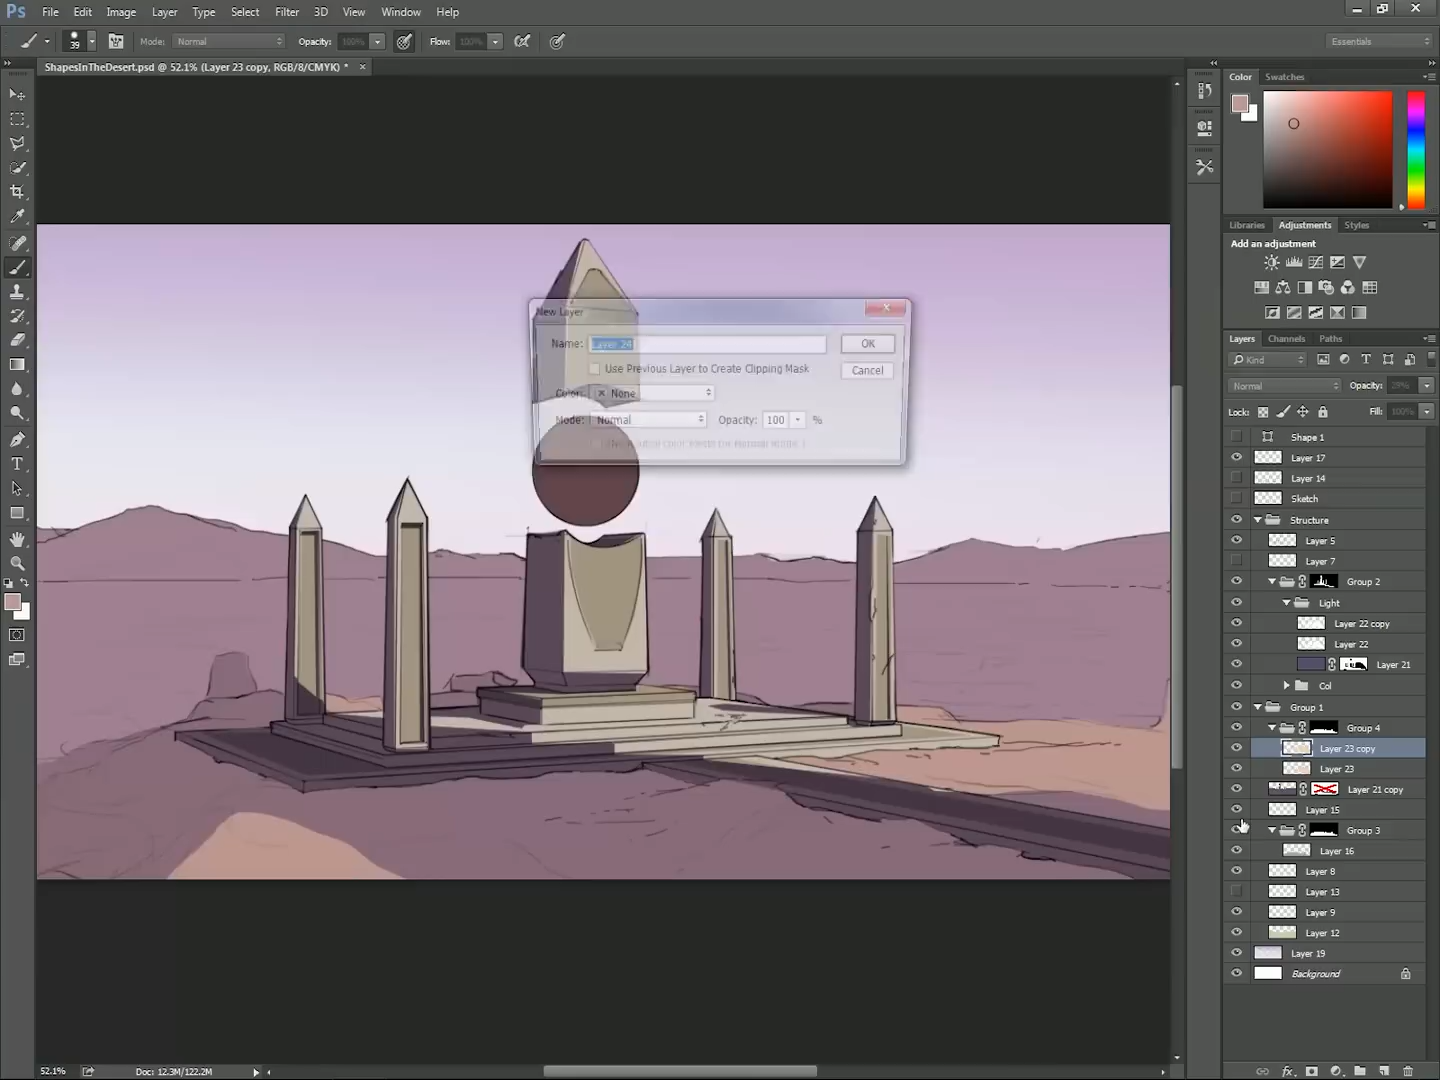 Ps File Edit Image Layer Type Select Filter 3D View Window Help
39 Mode: Normal Opacity: 100% Flow: 100% Essentials
ShapesInTheDesert.psd @ 52.1% (Layer 23 copy, RGB/8/CMYK) *
Color Swatches
Libraries Adjustments Styles
Add an adjustment
New Layer
Name: Layer 24 OK
Use Previous Layer to Create Clipping Mask Cancel
Color: None
Mode: Normal Opacity: 100 %
Layers Channels Paths
Kind
Normal Opacity: 29%
Lock: Fill: 100%
Shape 1
Layer 17
Layer 14
Sketch
Structure
Layer 5
Layer 7
Group 2
Light
Layer 22 copy
Layer 22
Layer 21
Col
Group 1
Group 4
Layer 23 copy
Layer 23
Layer 21 copy
Layer 15
Group 3
Layer 16
Layer 8
Layer 13
Layer 9
Layer 12
Layer 19
Background
52.1% Doc: 12.3M/122.2M